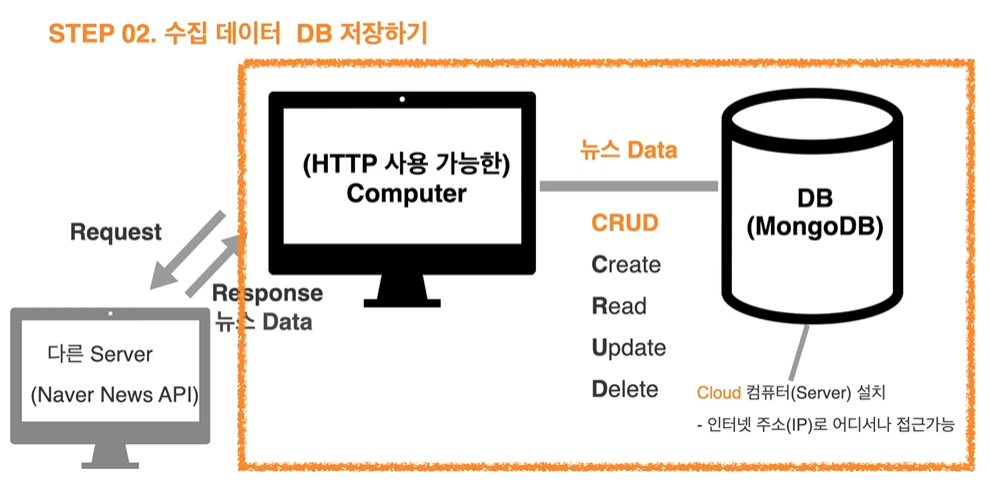 STEP 02. 수집 데이터 DB 저장하기
(HTTP 사용 가능한)
Computer
뉴스 Data
DB
(MongoDB)
CRUD
Create
Read
Update
Delete
Request
Response
뉴스 Data
다른 Server
(Naver News API)
Cloud 컴퓨터(Server) 설치
- 인터넷 주소(IP)로 어디서나 접근가능